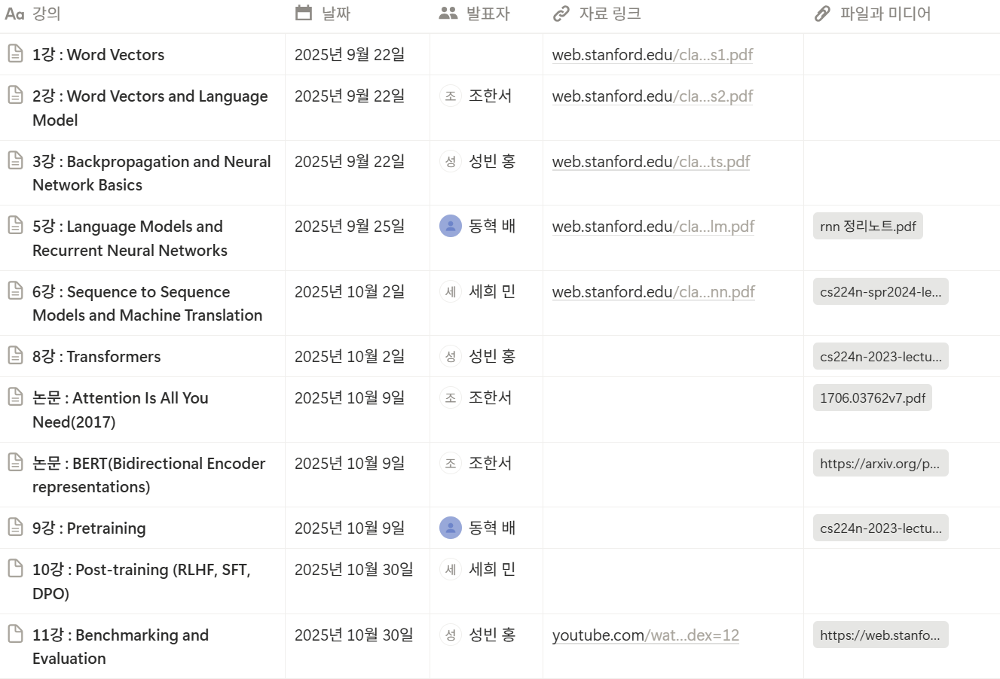 Aa 강의 날짜 발표자 자료 링크 파일과 미디어
1강 : Word Vectors 2025년 9월 22일 web.stanford.edu/cla...s1.pdf
2강 : Word Vectors and Language 2025년 9월 22일 조 조한서 web.stanford.edu/cla...s2.pdf
Model
3강 : Backpropagation and Neural 2025년 9월 22일 성 성빈 홍 web.stanford.edu/cla...ts.pdf
Network Basics
5강 : Language Models and 2025년 9월 25일 동혁 배 web.stanford.edu/cla...lm.pdf rnn 정리노트.pdf
Recurrent Neural Networks
6강 : Sequence to Sequence 2025년 10월 2일 세 세희 민 web.stanford.edu/cla...nn.pdf cs224n-spr2024-le...
Models and Machine Translation
8강 : Transformers 2025년 10월 2일 성 성빈 홍 cs224n-2023-lectu...
논문 : Attention Is All You 2025년 10월 9일 조 조한서 1706.03762v7.pdf
Need(2017)
논문 : BERT(Bidirectional Encoder 2025년 10월 9일 조 조한서 https://arxiv.org/p...
representations)
9강 : Pretraining 2025년 10월 9일 동혁 배 cs224n-2023-lectu...
10강 : Post-training (RLHF, SFT, 2025년 10월 30일 세 세희 민
DPO)
11강 : Benchmarking and 2025년 10월 30일 성 성빈 홍 youtube.com/wat...dex=12 https://web.stanfo...
Evaluation